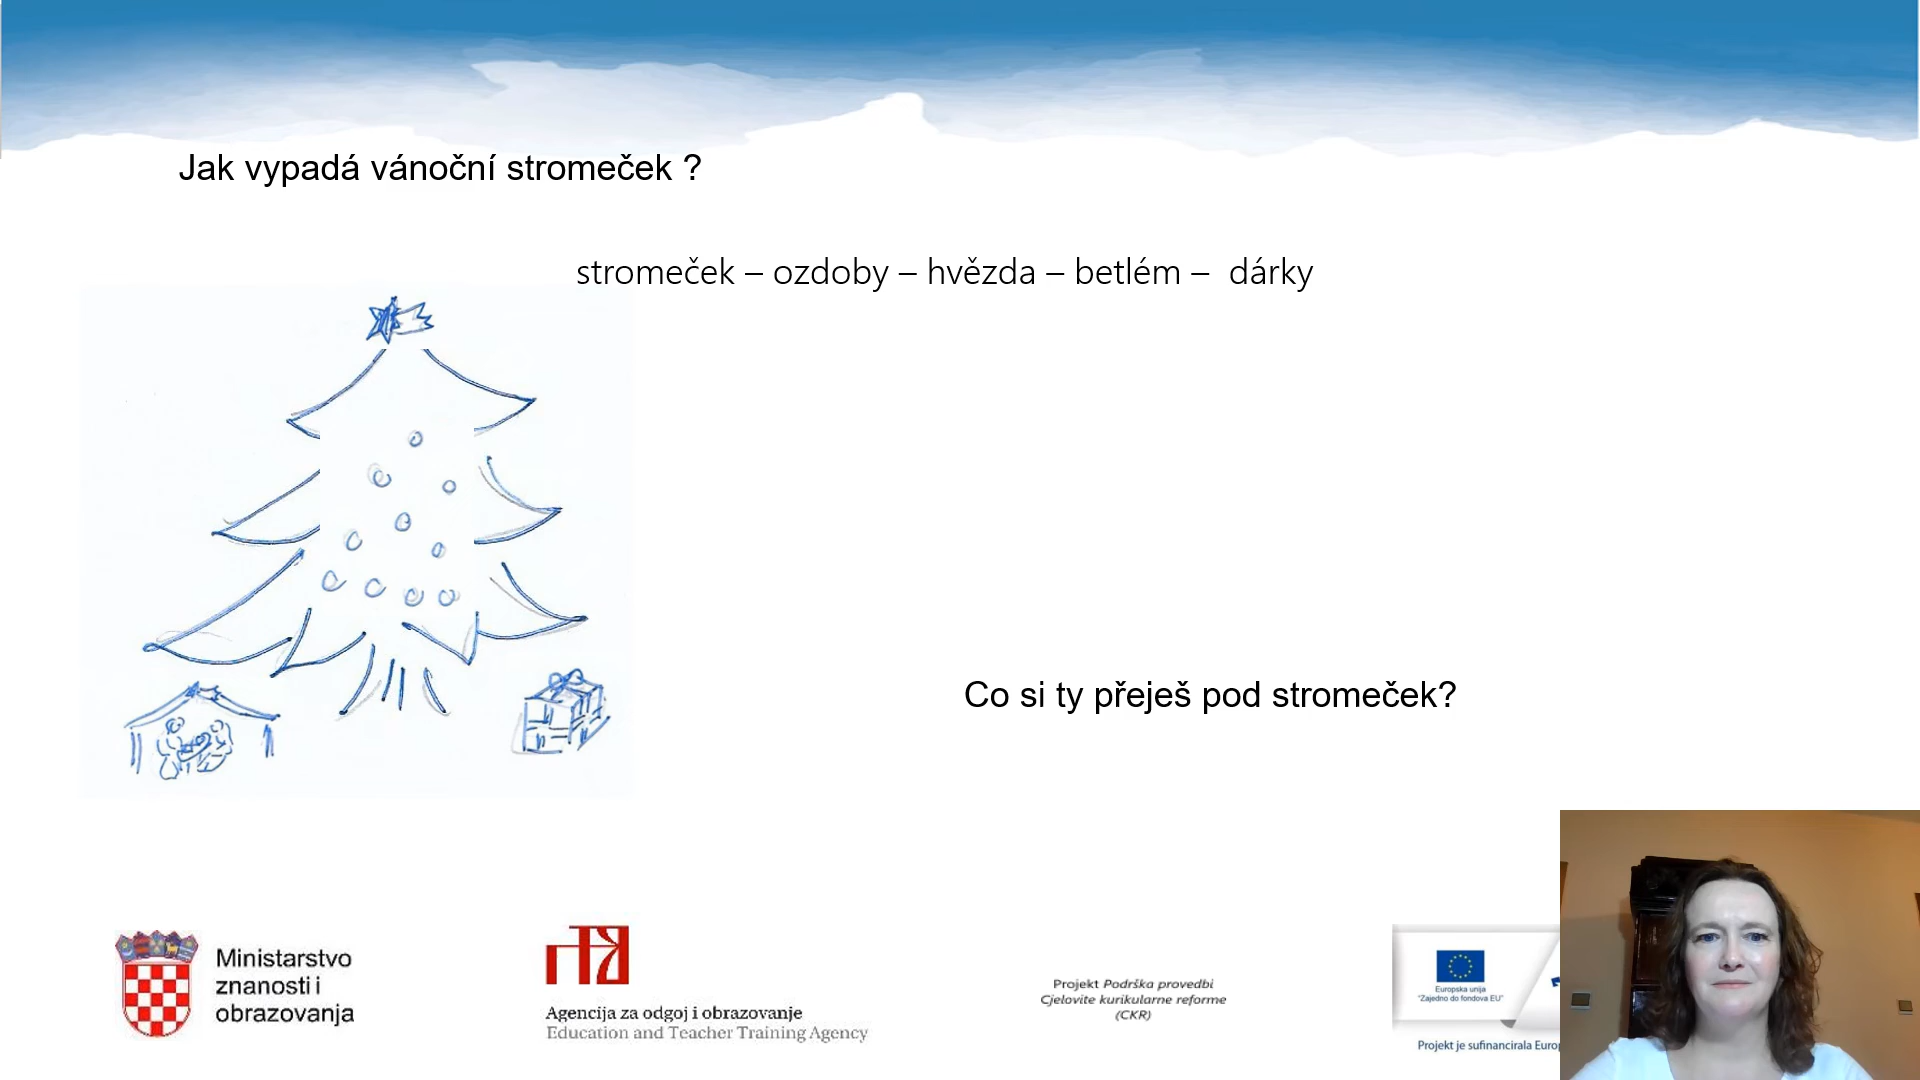 Jak vypadá vánoční stromeček ?
stromeček – ozdoby – hvězda – betlém –  dárky
Co si ty přeješ pod stromeček?
Ministarstvo
znanosti i
obrazovanja
Agencija za odgoj i obrazovanje
Education and Teacher Training Agency
Projekt Podrška provedbi
Cjelovite kurikularne reforme
(CKR)
Europska unija
"Zajedno do fondova EU"
Projekt je sufinancirala